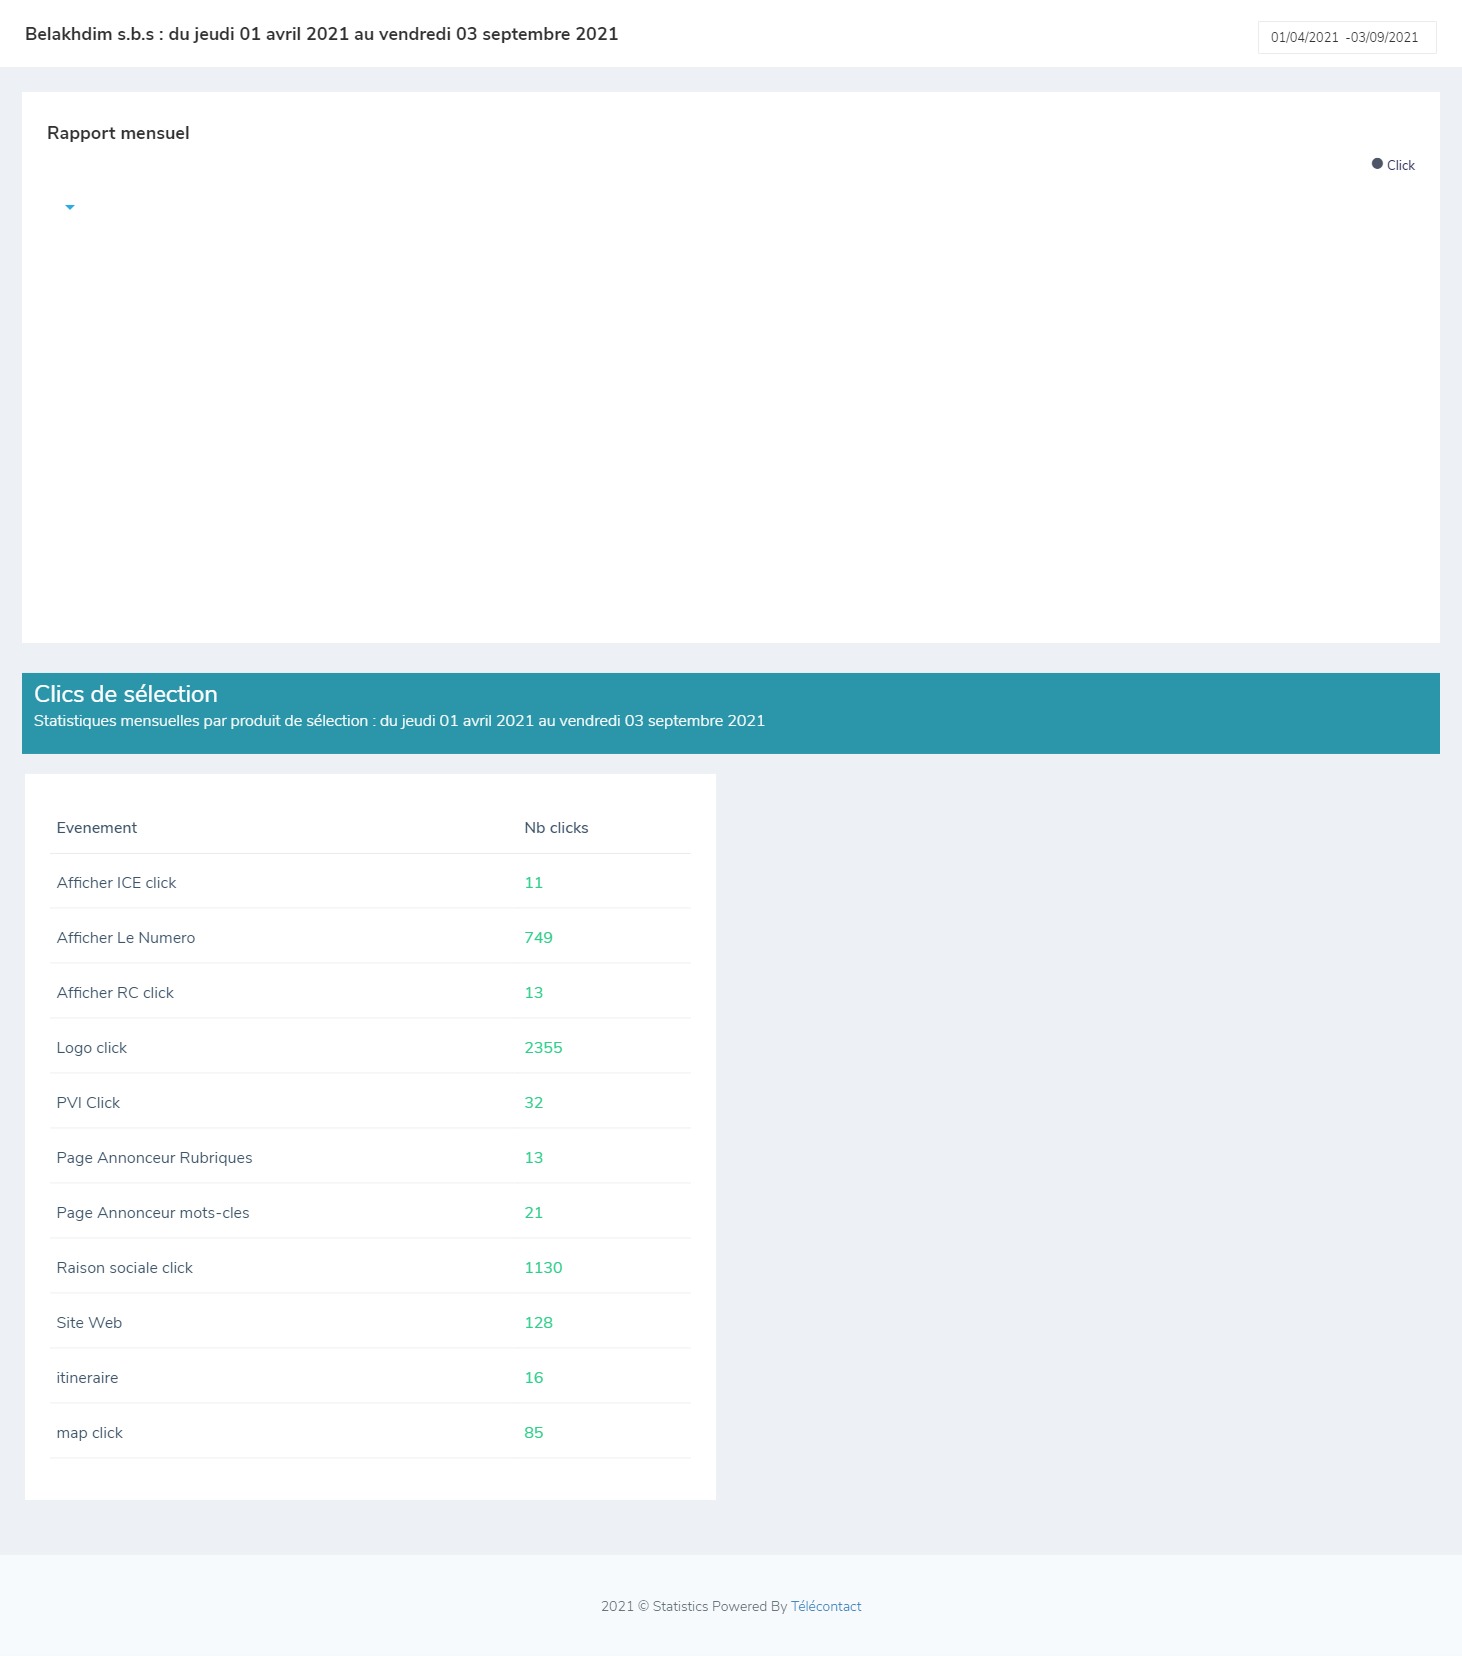 Belakhdim s.b.s : du jeudi 01 avril 2021 au vendredi 03 septembre 2021
01/04/2021 -03/09/2021
Rapport mensuel
Click
Clics de sélection
Statistiques mensuelles par produit de sélection : du jeudi 01 avril 2021 au vendredi 03 septembre 2021
Evenement Nb clicks
Afficher ICE click 11
Afficher Le Numero 749
Afficher RC click 13
Logo click 2355
PVI Click 32
Page Annonceur Rubriques 13
Page Annonceur mots-cles 21
Raison sociale click 1130
Site Web 128
itineraire 16
map click 85
2021 © Statistics Powered By Télécontact